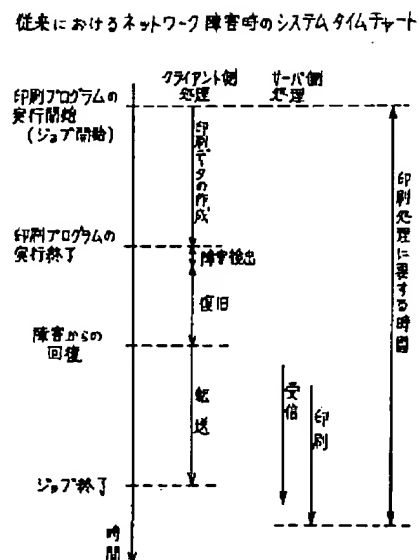 従来におけるネットワーク障害時のシステムタイムチャート
クライアント側
処理
サーバ側
処理
印刷プログラムの
実行開始
(ジョブ開始)
印刷データの作成
印刷処理に要する時間
印刷プログラムの
実行終了
障害検出
復旧
障害からの
回復
転送
受信
印刷
ジョブ終了
時間